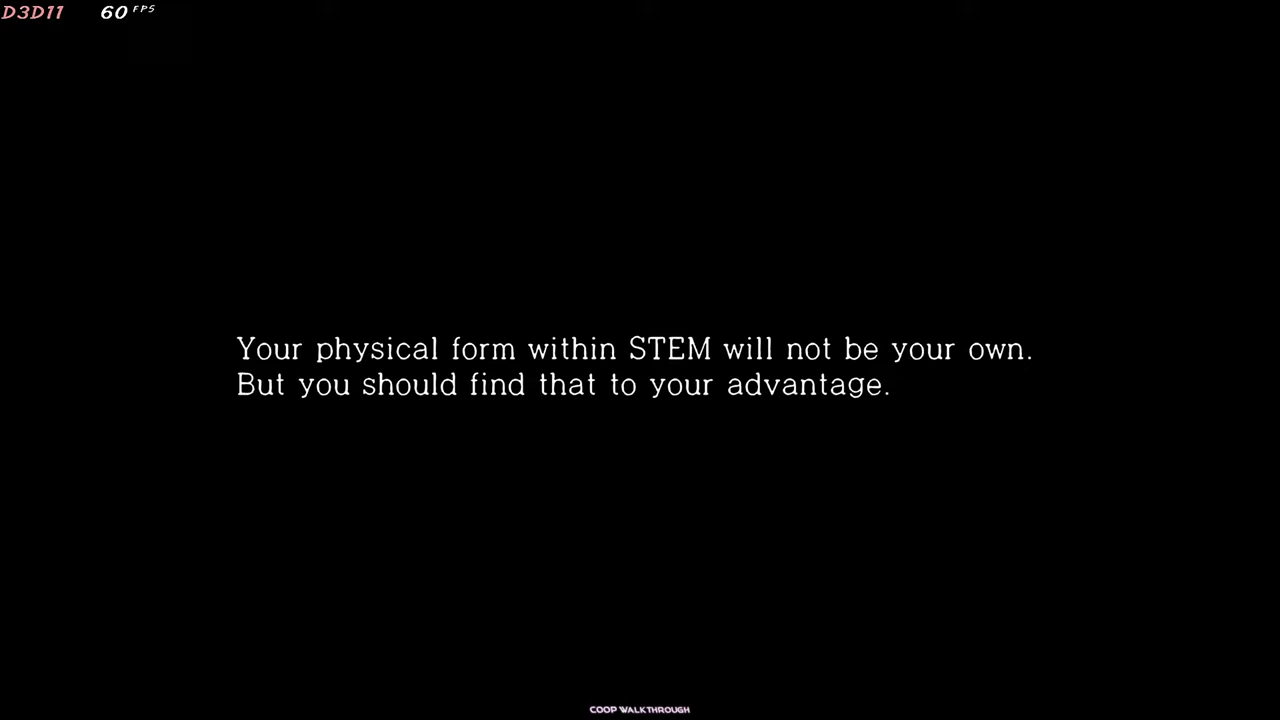 D3D11 60 FPS
Your physical form within STEM will not be your own.
But you should find that to your advantage.
COOP WALKTHROUGH